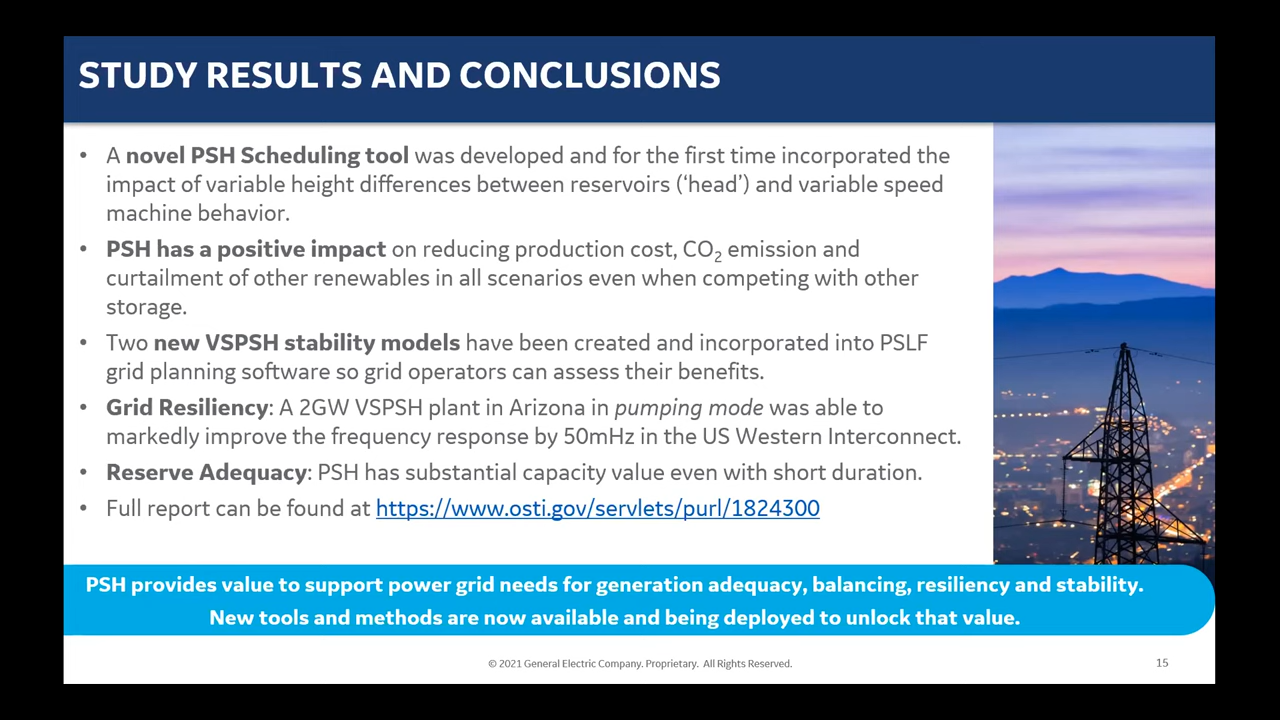 STUDY RESULTS AND CONCLUSIONS
• A novel PSH Scheduling tool was developed and for the first time incorporated the
impact of variable height differences between reservoirs (‘head’) and variable speed
machine behavior.
• PSH has a positive impact on reducing production cost, CO₂ emission and
curtailment of other renewables in all scenarios even when competing with other
storage.
• Two new VSPSH stability models have been created and incorporated into PSLF
grid planning software so grid operators can assess their benefits.
• Grid Resiliency: A 2GW VSPSH plant in Arizona in pumping mode was able to
markedly improve the frequency response by 50mHz in the US Western Interconnect.
• Reserve Adequacy: PSH has substantial capacity value even with short duration.
• Full report can be found at https://www.osti.gov/servlets/purl/1824300
PSH provides value to support power grid needs for generation adequacy, balancing, resiliency and stability.
New tools and methods are now available and being deployed to unlock that value.
© 2021 General Electric Company. Proprietary. All Rights Reserved.
15